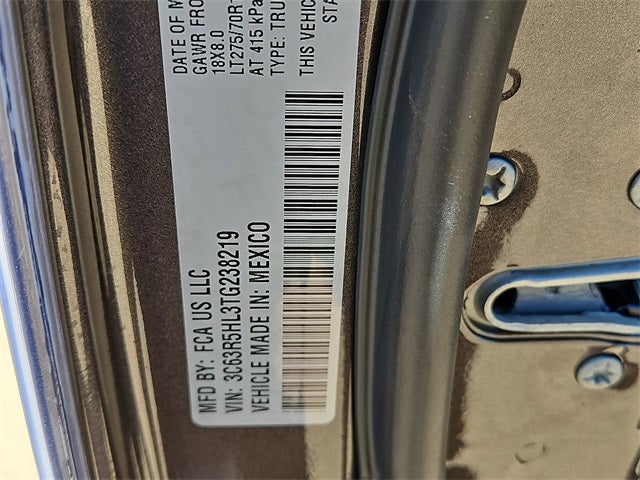 MFD BY: FCA US LLC
VIN: 3C63R5HL3TG238219
VEHICLE MADE IN: MEXICO
DATE OF M
GAWR FRO
18X8.0
LT275/70R1
AT 415 kPa
TYPE: TRU
THIS VEHIC
STA